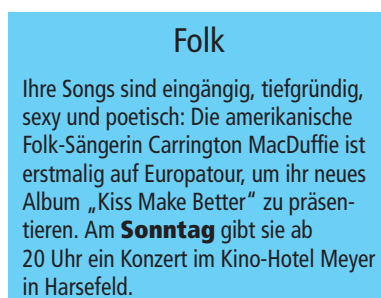 Folk
Ihre Songs sind eingängig, tiefgründig,
sexy und poetisch: Die amerikanische
Folk-Sängerin Carrington MacDuffie ist
erstmalig auf Europatour, um ihr neues
Album „Kiss Make Better“ zu präsen-
tieren. Am Sonntag gibt sie ab
20 Uhr ein Konzert im Kino-Hotel Meyer
in Harsefeld.